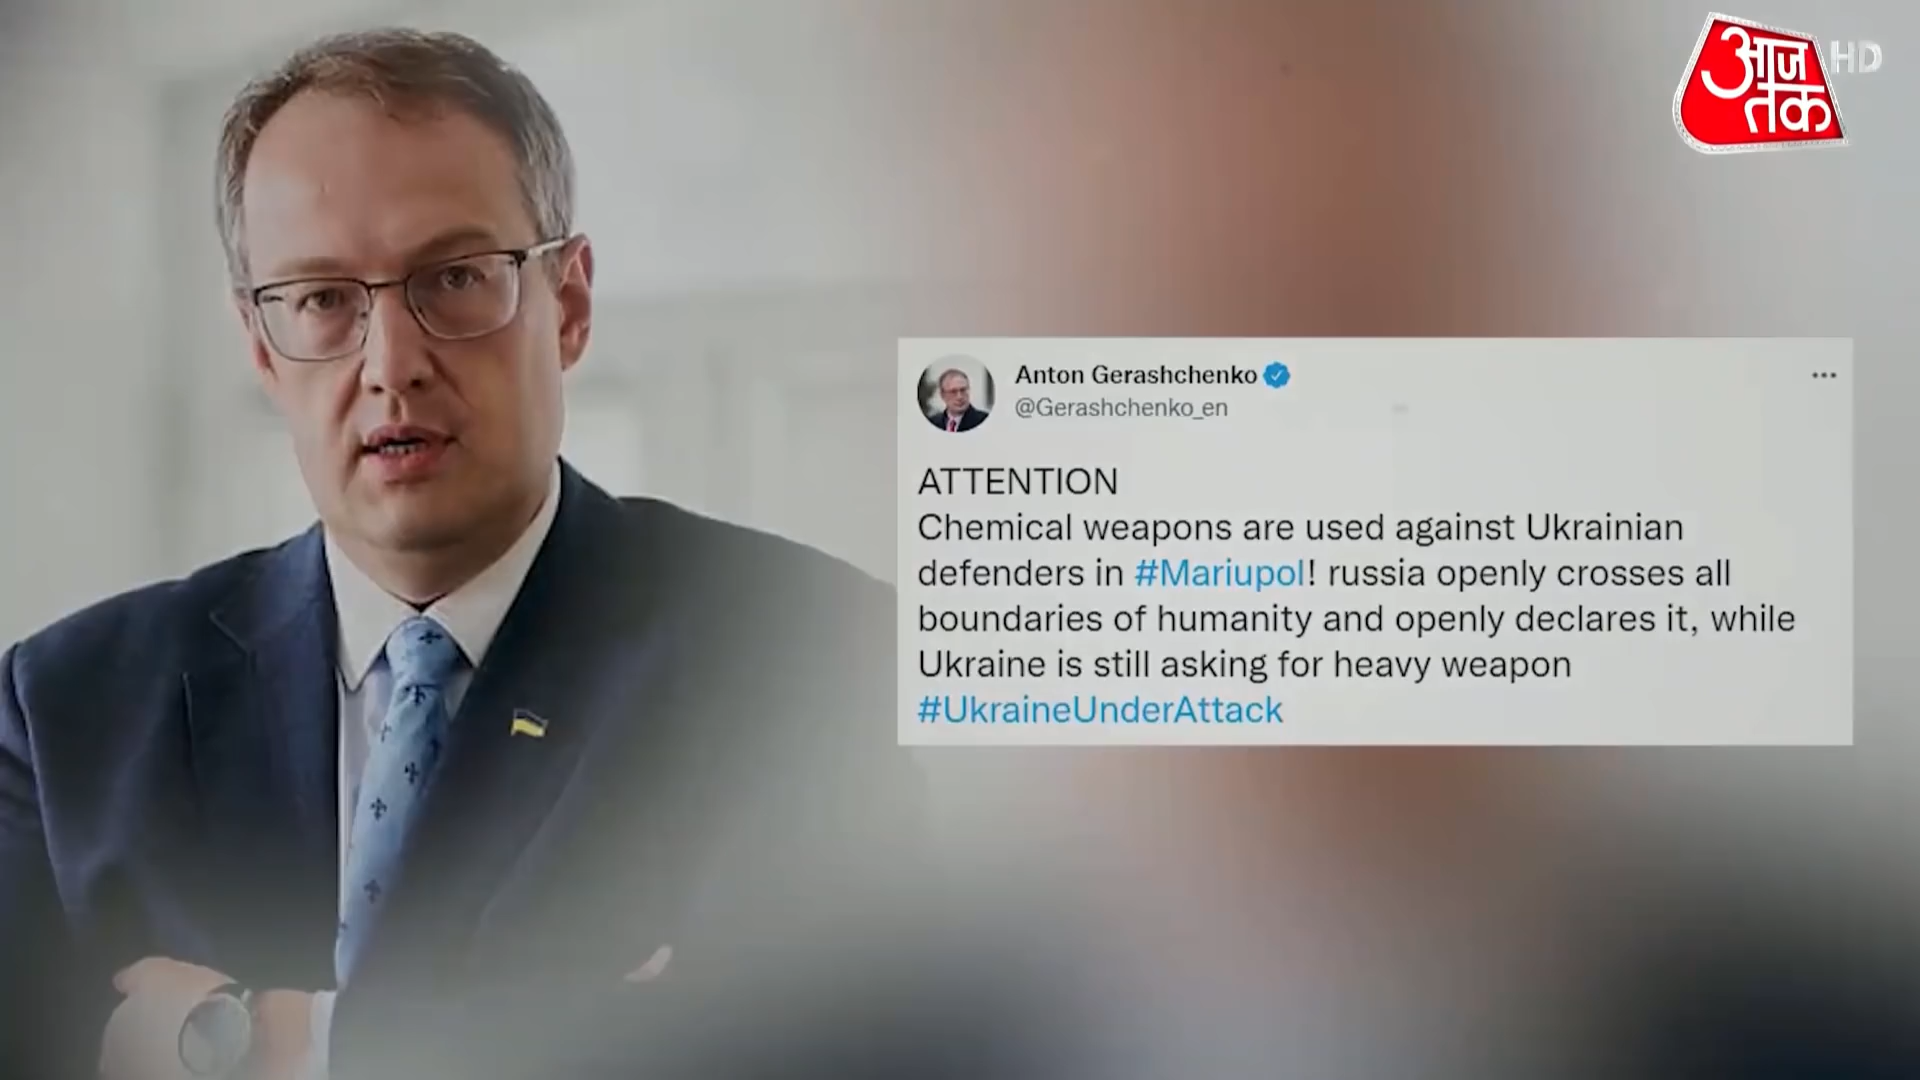 आज
तक
HD
Anton Gerashchenko
@Gerashchenko_en
ATTENTION
Chemical weapons are used against Ukrainian
defenders in #Mariupol! russia openly crosses all
boundaries of humanity and openly declares it, while
Ukraine is still asking for heavy weapon
#UkraineUnderAttack